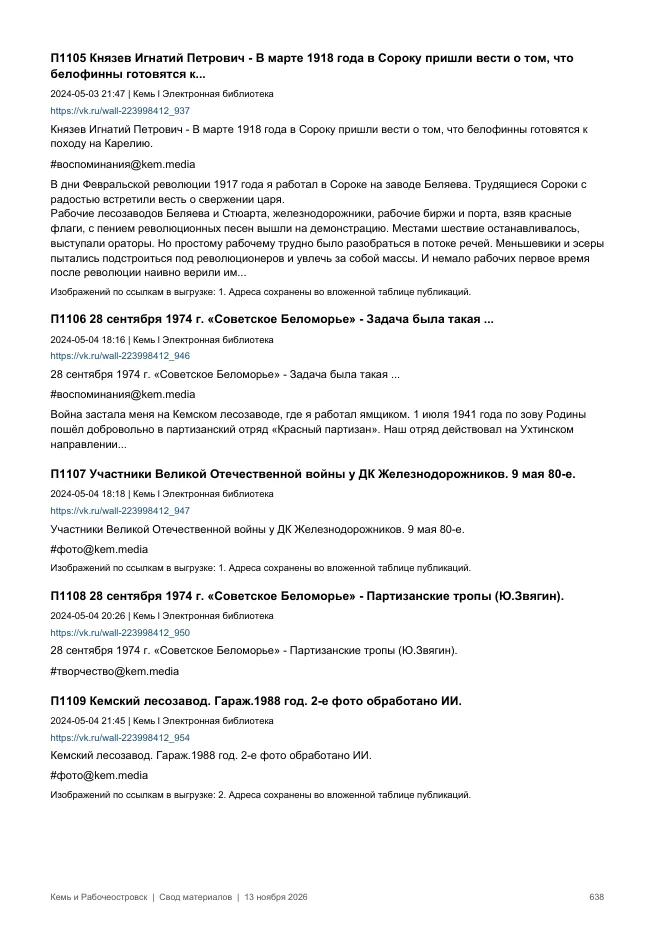 П1105 Князев Игнатий Петрович - В марте 1918 года в Сороку пришли вести о том, что
белофинны готовятся к...
2024-05-03 21:47 | Кемь I Электронная библиотека
https://vk.ru/wall-223998412_937
Князев Игнатий Петрович - В марте 1918 года в Сороку пришли вести о том, что белофинны готовятся к
походу на Карелию.
#воспоминания@kem.media
В дни Февральской революции 1917 года я работал в Сороке на заводе Беляева. Трудящиеся Сороки с
радостью встретили весть о свержении царя.
Рабочие лесозаводов Беляева и Стюарта, железнодорожники, рабочие биржи и порта, взяв красные
флаги, с пением революционных песен вышли на демонстрацию. Местами шествие останавливалось,
выступали ораторы. Но простому рабочему трудно было разобраться в потоке речей. Меньшевики и эсеры
пытались подстроиться под революционеров и увлечь за собой массы. И немало рабочих первое время
после революции наивно верили им...
Изображений по ссылкам в выгрузке: 1. Адреса сохранены во вложенной таблице публикаций.
П1106 28 сентября 1974 г. «Советское Беломорье» - Задача была такая ...
2024-05-04 18:16 | Кемь I Электронная библиотека
https://vk.ru/wall-223998412_946
28 сентября 1974 г. «Советское Беломорье» - Задача была такая ...
#воспоминания@kem.media
Война застала меня на Кемском лесозаводе, где я работал ямщиком. 1 июля 1941 года по зову Родины
пошёл добровольно в партизанский отряд «Красный партизан». Наш отряд действовал на Ухтинском
направлении...
П1107 Участники Великой Отечественной войны у ДК Железнодорожников. 9 мая 80-е.
2024-05-04 18:18 | Кемь I Электронная библиотека
https://vk.ru/wall-223998412_947
Участники Великой Отечественной войны у ДК Железнодорожников. 9 мая 80-е.
#фото@kem.media
Изображений по ссылкам в выгрузке: 1. Адреса сохранены во вложенной таблице публикаций.
П1108 28 сентября 1974 г. «Советское Беломорье» - Партизанские тропы (Ю.Звягин).
2024-05-04 20:26 | Кемь I Электронная библиотека
https://vk.ru/wall-223998412_950
28 сентября 1974 г. «Советское Беломорье» - Партизанские тропы (Ю.Звягин).
#творчество@kem.media
П1109 Кемский лесозавод. Гараж.1988 год. 2-е фото обработано ИИ.
2024-05-04 21:45 | Кемь I Электронная библиотека
https://vk.ru/wall-223998412_954
Кемский лесозавод. Гараж.1988 год. 2-е фото обработано ИИ.
#фото@kem.media
Изображений по ссылкам в выгрузке: 2. Адреса сохранены во вложенной таблице публикаций.
Кемь и Рабочеостровск | Свод материалов | 13 ноября 2026
638